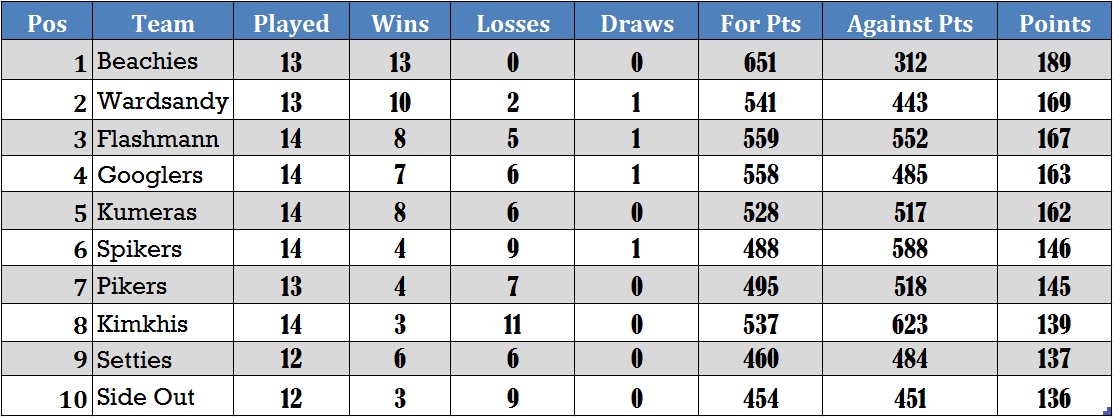 Pos Team Played Wins Losses Draws For Pts Against Pts Points
1 Beachies 13 13 0 0 651 312 189
2 Wardsandy 13 10 2 1 541 443 169
3 Flashmann 14 8 5 1 559 552 167
4 Googlers 14 7 6 1 558 485 163
5 Kumeras 14 8 6 0 528 517 162
6 Spikers 14 4 9 1 488 588 146
7 Pikers 13 4 7 0 495 518 145
8 Kimkhis 14 3 11 0 537 623 139
9 Setties 12 6 6 0 460 484 137
10 Side Out 12 3 9 0 454 451 136